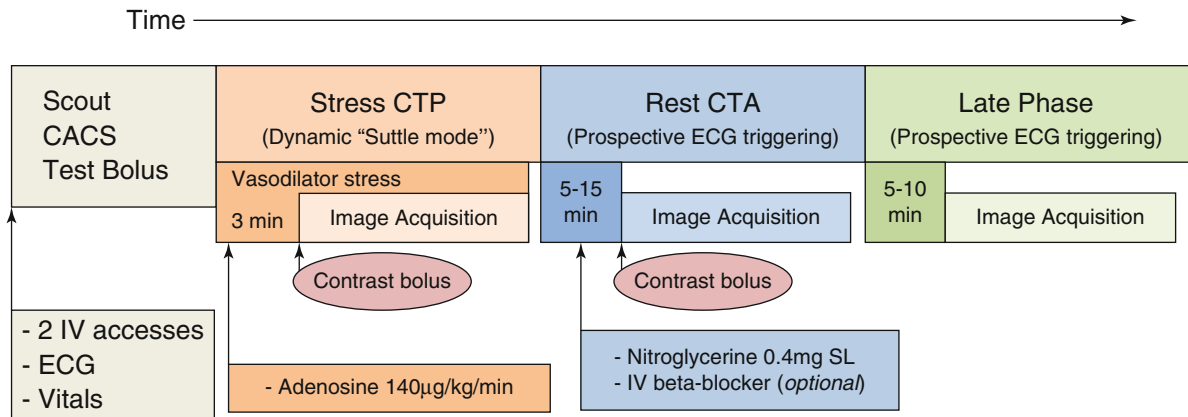 Time
Scout
CACS
Test Bolus
Stress CTP
(Dynamic “Suttle mode’’)
Rest CTA
(Prospective ECG triggering)
Late Phase
(Prospective ECG triggering)
Vasodilator stress
3 min
Image Acquisition
5-15
min
Image Acquisition
5-10
min
Image Acquisition
Contrast bolus
Contrast bolus
- 2 IV accesses
- ECG
- Vitals
- Adenosine 140µg/kg/min
- Nitroglycerine 0.4mg SL
- IV beta-blocker (optional)